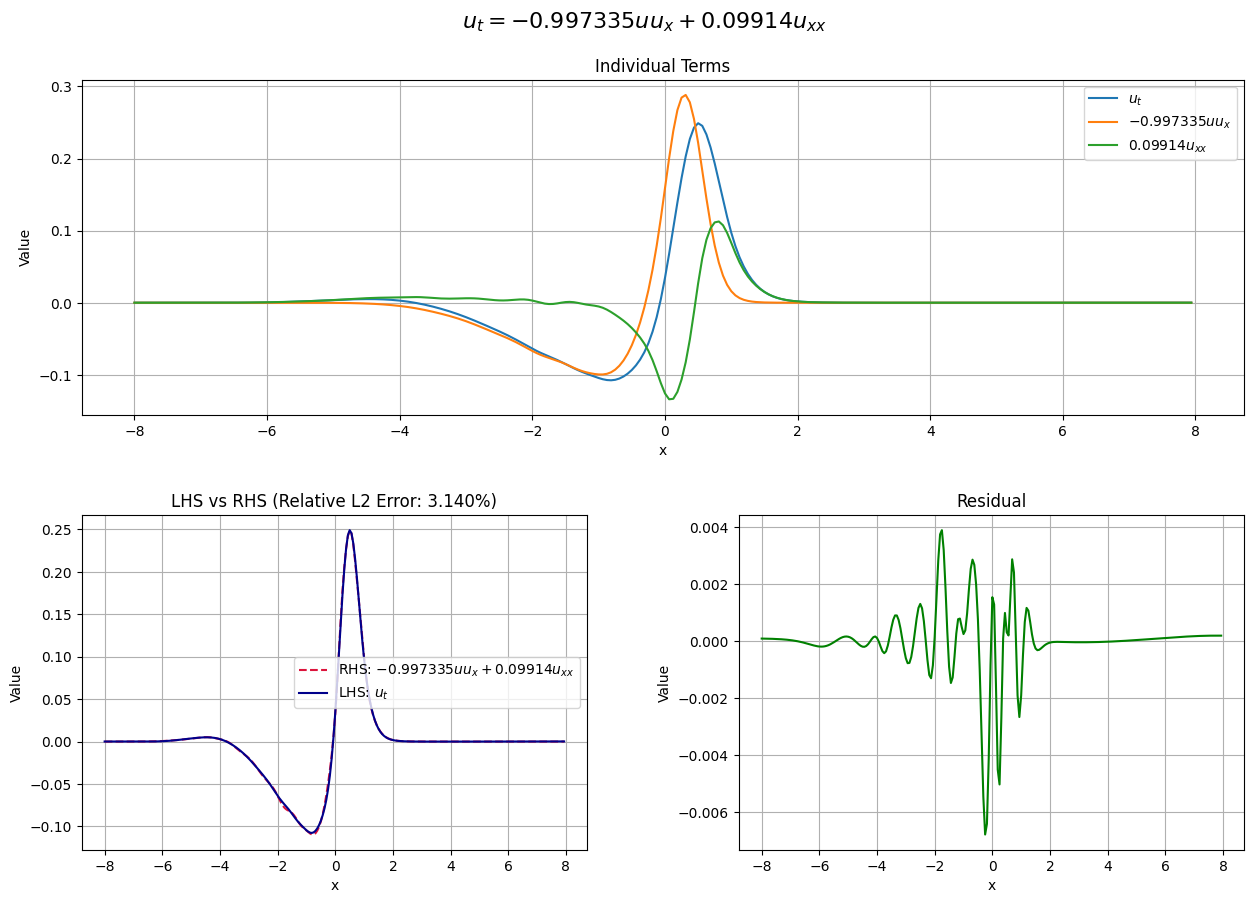 u_t = −0.997335uu_x + 0.09914u_xx
Individual Terms
0.3
0.2
0.1
0.0
−0.1
Value
−8 −6 −4 −2 0 2 4 6 8
x
u_t
−0.997335uu_x
0.09914u_xx
LHS vs RHS (Relative L2 Error: 3.140%)
0.25
0.20
0.15
0.10
0.05
0.00
−0.05
−0.10
Value
−8 −6 −4 −2 0 2 4 6 8
x
RHS: −0.997335uu_x + 0.09914u_xx
LHS: u_t
Residual
0.004
0.002
0.000
−0.002
−0.004
−0.006
Value
−8 −6 −4 −2 0 2 4 6 8
x